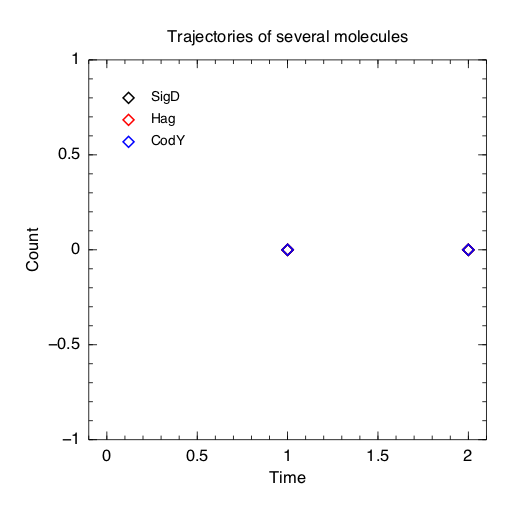 Trajectories of several molecules
1
SigD
Hag
CodY
0.5
0
−0.5
−1
Count
0 0.5 1 1.5 2
Time